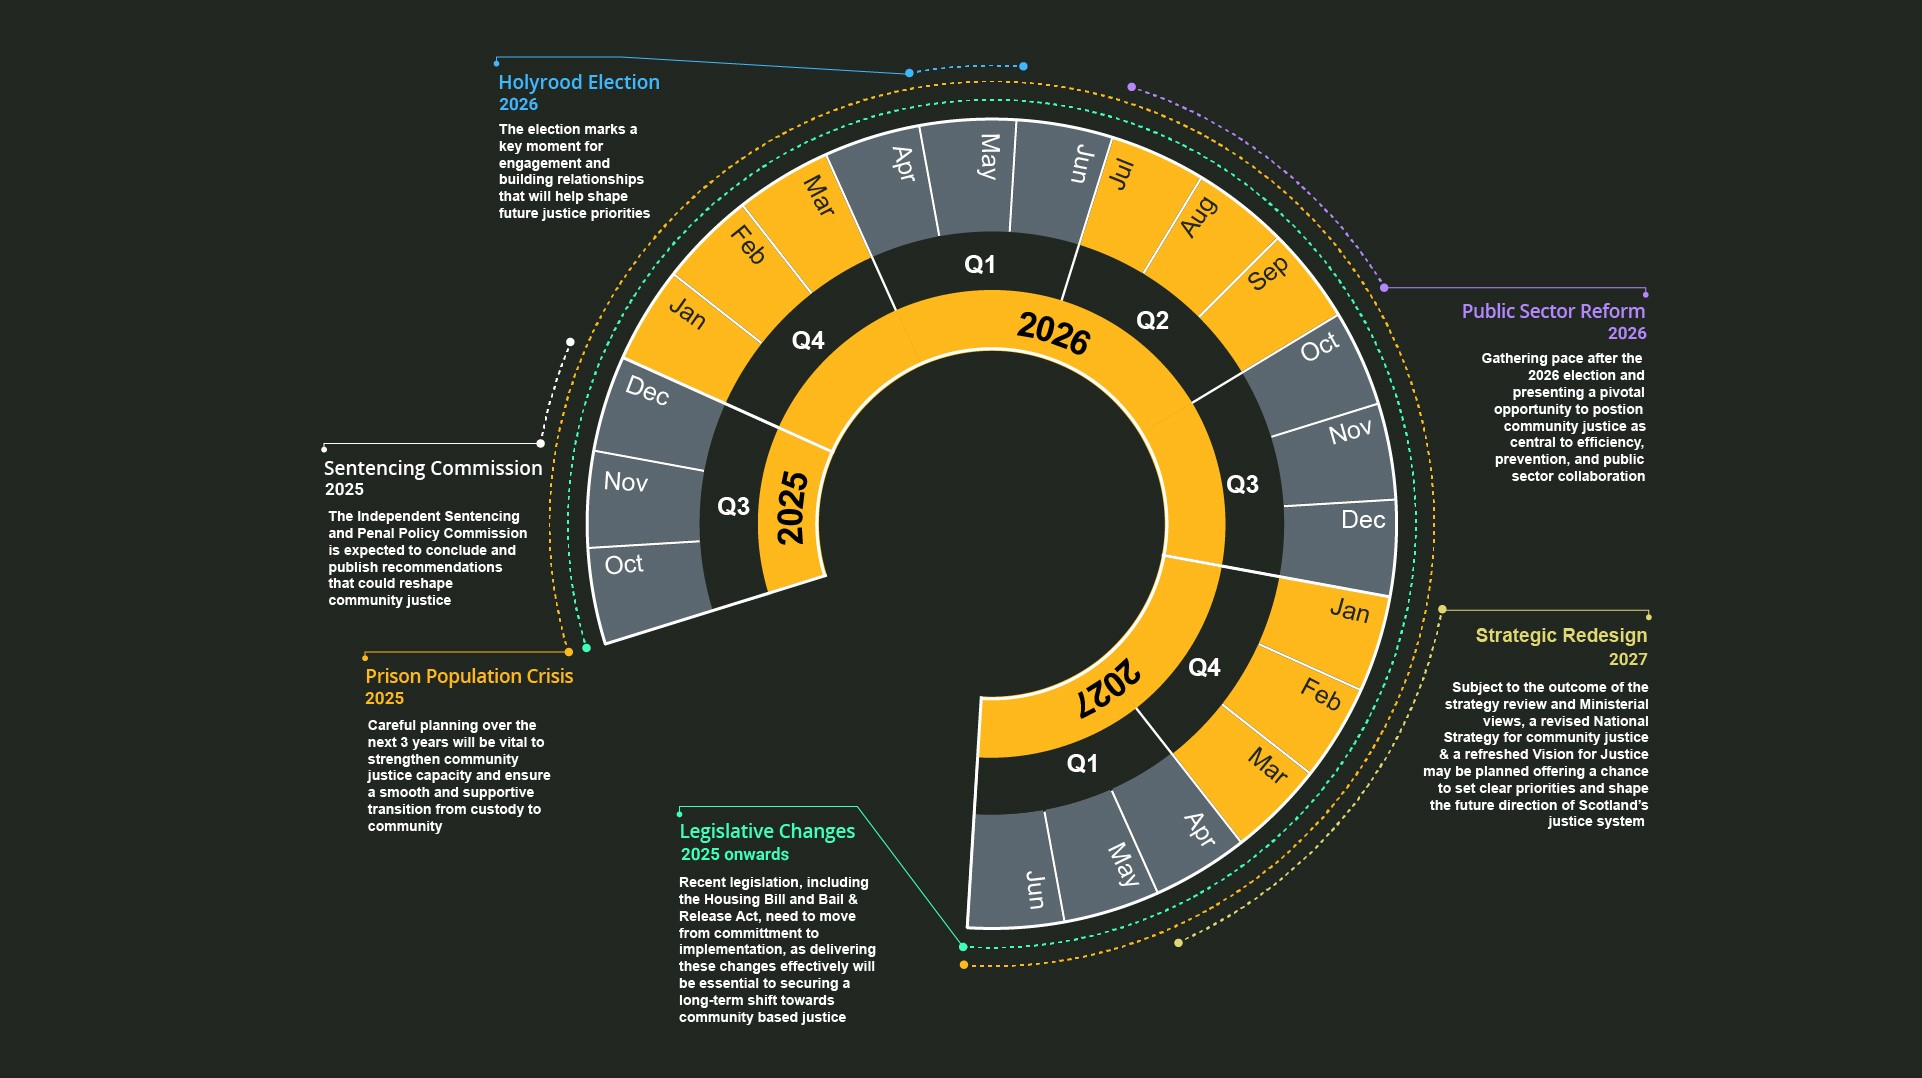 Holyrood Election
2026
The election marks a
key moment for
engagement and
building relationships
that will help shape
future justice priorities
Sentencing Commission
2025
The Independent Sentencing
and Penal Policy Commission
is expected to conclude and
publish recommendations
that could reshape
community justice
Prison Population Crisis
2025
Careful planning over the
next 3 years will be vital to
strengthen community
justice capacity and ensure
a smooth and supportive
transition from custody to
community
Legislative Changes
2025 onwards
Recent legislation, including
the Housing Bill and Bail &
Release Act, need to move
from committment to
implementation, as delivering
these changes effectively will
be essential to securing a
long-term shift towards
community based justice
Oct
Nov
Dec
Q3
2025
Jan
Feb
Mar
Q4
Apr
May
Jun
Q1
2026
Jul
Aug
Sep
Q2
Oct
Nov
Dec
Q3
Jan
Feb
Mar
Q4
2027
Apr
May
Jun
Q1
Public Sector Reform
2026
Gathering pace after the
2026 election and
presenting a pivotal
opportunity to postion
community justice as
central to efficiency,
prevention, and public
sector collaboration
Strategic Redesign
2027
Subject to the outcome of the
strategy review and Ministerial
views, a revised National
Strategy for community justice
& a refreshed Vision for Justice
may be planned offering a chance
to set clear priorities and shape
the future direction of Scotland’s
justice system